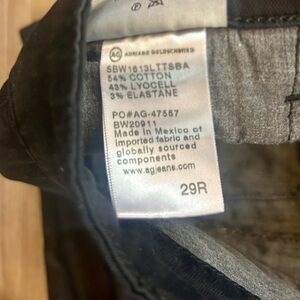 AG ADRIANO GOLDSCHMIED
SBW1613LTTSBA
54% COTTON
43% LYOCELL
3% ELASTANE
PO#AG-47557
BW20911
Made in Mexico of
imported fabric and
globally sourced
components
www.agjeans.com
29R